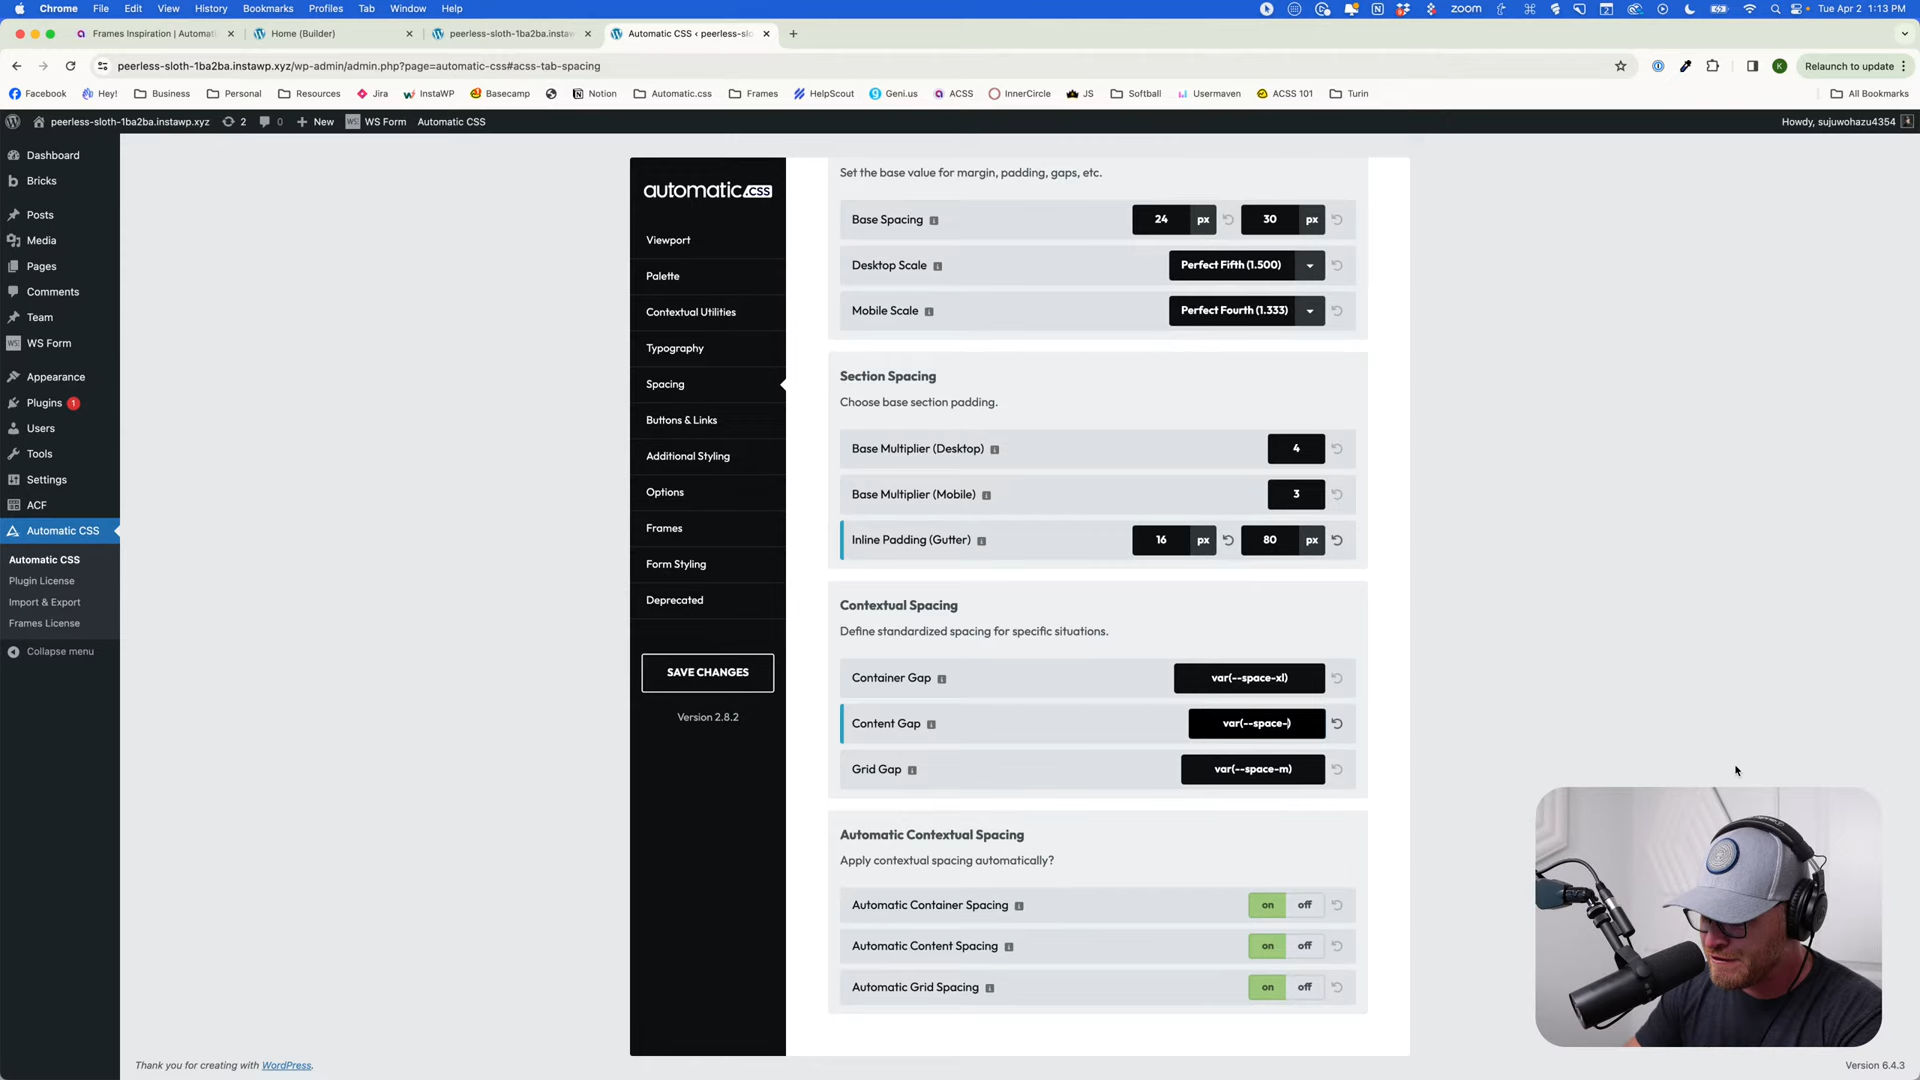 Chrome File Edit View History Bookmarks Profiles Tab Window Help
zoom Tue Apr 2 1:13 PM
Frames Inspiration | Automati
Home (Builder)
peerless-sloth-1ba2ba.instaw
Automatic CSS ‹ peerless-slo
peerless-sloth-1ba2ba.instawp.xyz/wp-admin/admin.php?page=automatic-css#acss-tab-spacing
K Relaunch to update
Facebook Hey! Business Personal Resources Jira InstaWP Basecamp Notion Automatic.css Frames HelpScout Geni.us ACSS InnerCircle JS Softball Usermaven ACSS 101 Turin All Bookmarks
peerless-sloth-1ba2ba.instawp.xyz 2 0 New WS Form Automatic CSS Howdy, sujuwohazu4354
Dashboard
Bricks
Posts
Media
Pages
Comments
Team
WS Form
Appearance
Plugins 1
Users
Tools
Settings
ACF
Automatic CSS
Automatic CSS
Plugin License
Import & Export
Frames License
Collapse menu
automatic.css
Viewport
Palette
Contextual Utilities
Typography
Spacing
Buttons & Links
Additional Styling
Options
Frames
Form Styling
Deprecated
SAVE CHANGES
Version 2.8.2
Set the base value for margin, padding, gaps, etc.
Base Spacing 24 px 30 px
Desktop Scale Perfect Fifth (1.500)
Mobile Scale Perfect Fourth (1.333)
Section Spacing
Choose base section padding.
Base Multiplier (Desktop) 4
Base Multiplier (Mobile) 3
Inline Padding (Gutter) 16 px 80 px
Contextual Spacing
Define standardized spacing for specific situations.
Container Gap var(--space-xl)
Content Gap var(--space-)
Grid Gap var(--space-m)
Automatic Contextual Spacing
Apply contextual spacing automatically?
Automatic Container Spacing on off
Automatic Content Spacing on off
Automatic Grid Spacing on off
Thank you for creating with WordPress.
Version 6.4.3